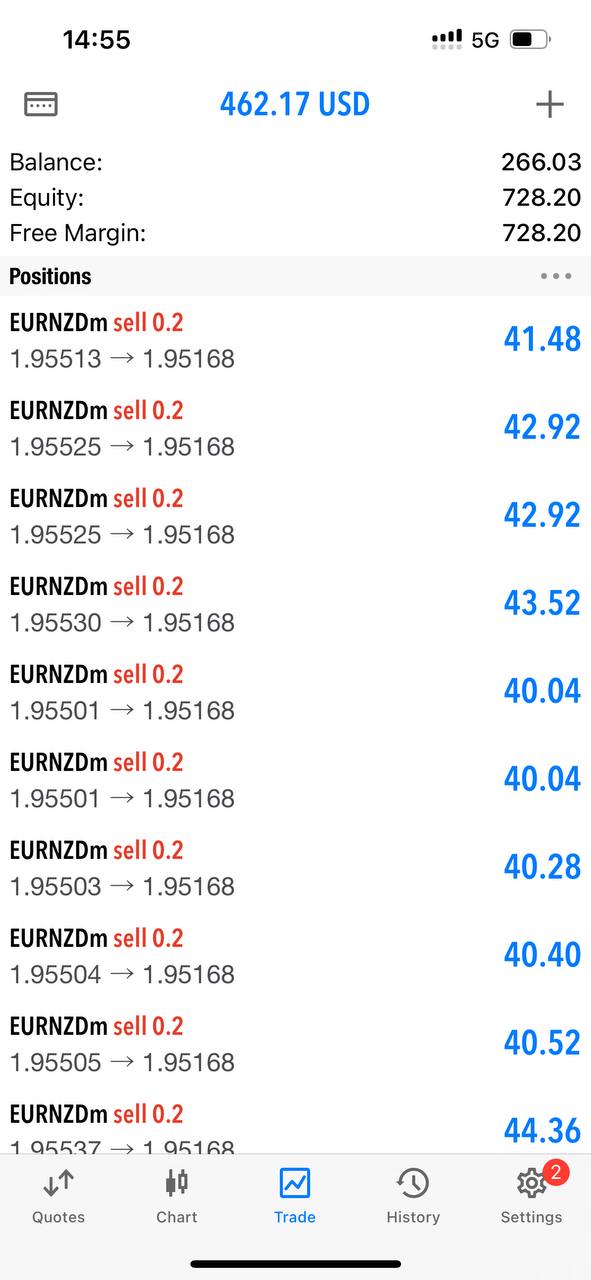 14:55
5G
462.17 USD
Balance: 266.03
Equity: 728.20
Free Margin: 728.20
Positions
EURNZDm sell 0.2
1.95513 → 1.95168 41.48
EURNZDm sell 0.2
1.95525 → 1.95168 42.92
EURNZDm sell 0.2
1.95525 → 1.95168 42.92
EURNZDm sell 0.2
1.95530 → 1.95168 43.52
EURNZDm sell 0.2
1.95501 → 1.95168 40.04
EURNZDm sell 0.2
1.95501 → 1.95168 40.04
EURNZDm sell 0.2
1.95503 → 1.95168 40.28
EURNZDm sell 0.2
1.95504 → 1.95168 40.40
EURNZDm sell 0.2
1.95505 → 1.95168 40.52
EURNZDm sell 0.2
1.95537 → 1.95168 44.36
2
Quotes Chart Trade History Settings